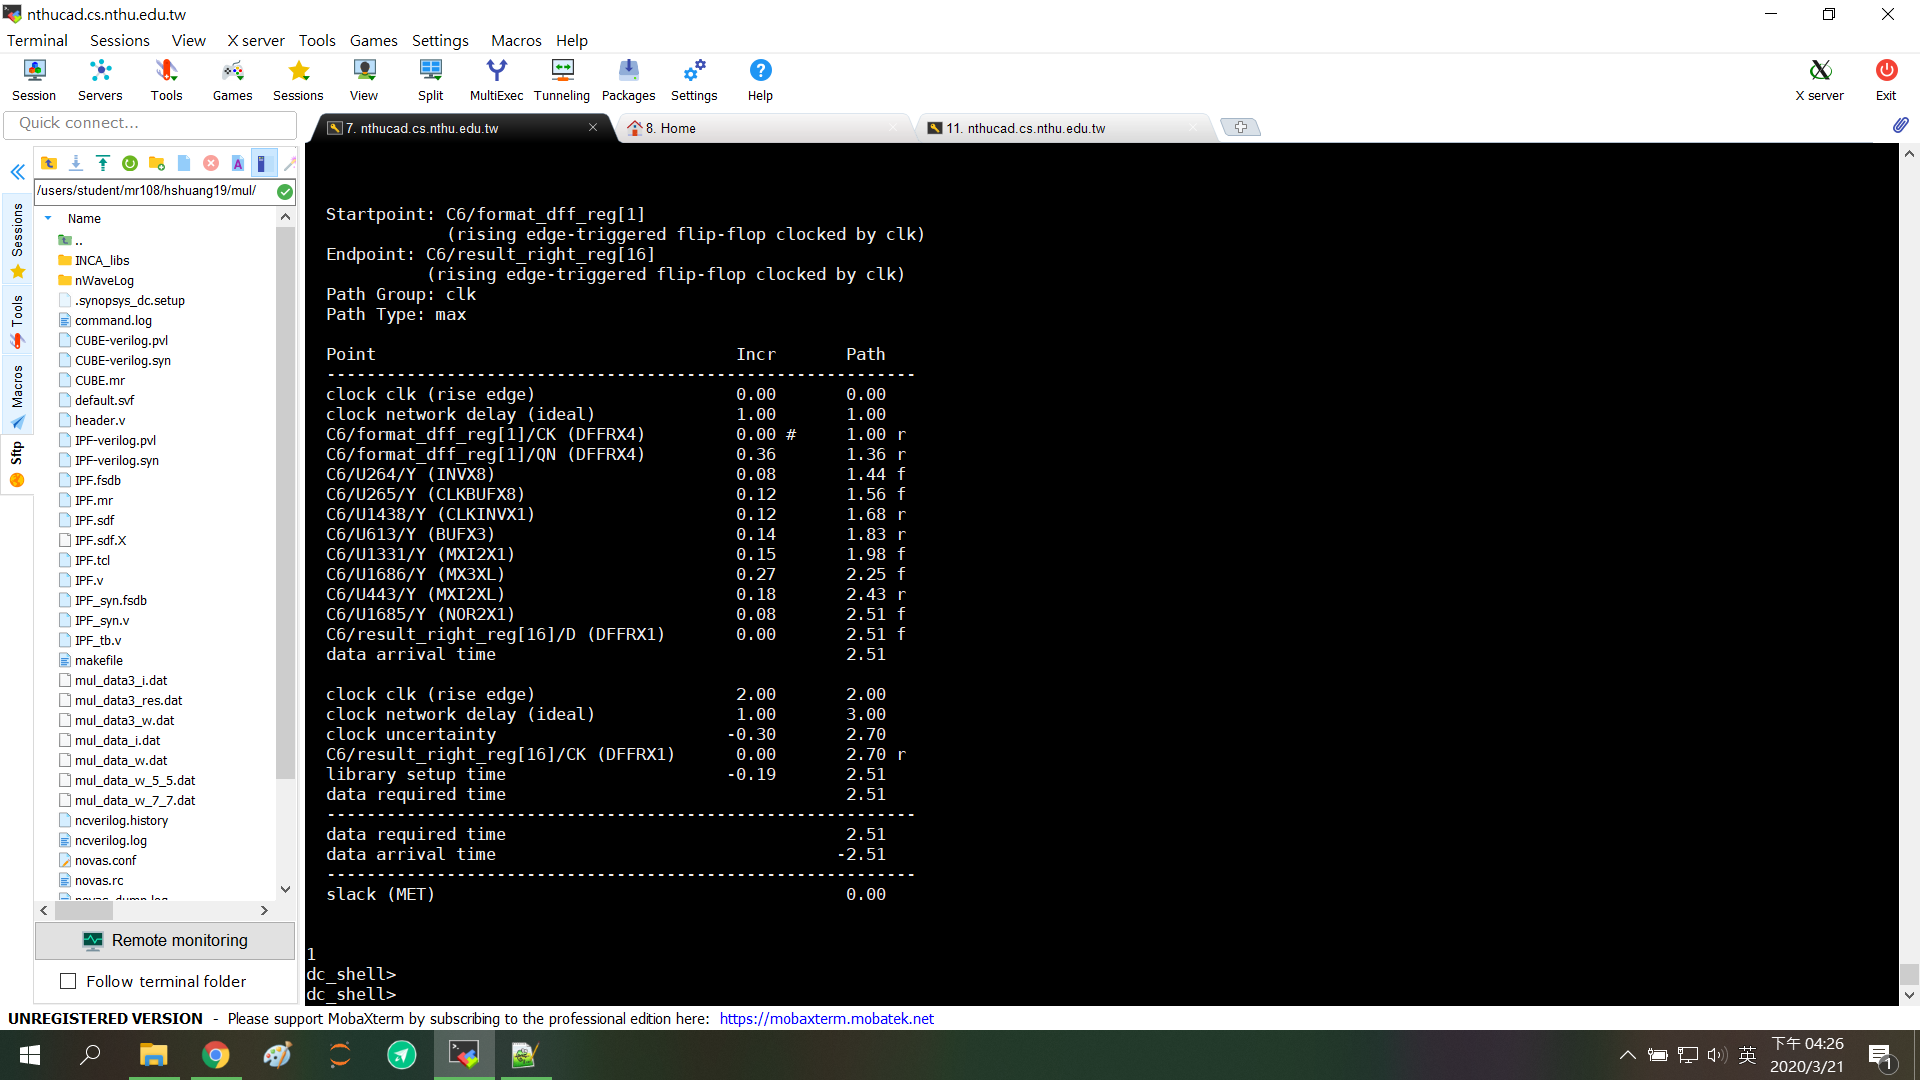 nthucad.cs.nthu.edu.tw
Terminal Sessions View X server Tools Games Settings Macros Help
Session Servers Tools Games Sessions View Split MultiExec Tunneling Packages Settings Help X server Exit
Quick connect...
7. nthucad.cs.nthu.edu.tw
8. Home
11. nthucad.cs.nthu.edu.tw
/users/student/mr108/hshuang19/mul/
Sessions
Tools
Macros
Sftp
Name
..
INCA_libs
nWaveLog
.synopsys_dc.setup
command.log
CUBE-verilog.pvl
CUBE-verilog.syn
CUBE.mr
default.svf
header.v
IPF-verilog.pvl
IPF-verilog.syn
IPF.fsdb
IPF.mr
IPF.sdf
IPF.sdf.X
IPF.tcl
IPF.v
IPF_syn.fsdb
IPF_syn.v
IPF_tb.v
makefile
mul_data3_i.dat
mul_data3_res.dat
mul_data3_w.dat
mul_data_i.dat
mul_data_w.dat
mul_data_w_5_5.dat
mul_data_w_7_7.dat
ncverilog.history
ncverilog.log
novas.conf
novas.rc
novas_dump.log
Remote monitoring
Follow terminal folder
Startpoint: C6/format_dff_reg[1]
(rising edge-triggered flip-flop clocked by clk)
Endpoint: C6/result_right_reg[16]
(rising edge-triggered flip-flop clocked by clk)
Path Group: clk
Path Type: max
Point Incr Path
-----------------------------------------------------------
clock clk (rise edge) 0.00 0.00
clock network delay (ideal) 1.00 1.00
C6/format_dff_reg[1]/CK (DFFRX4) 0.00 # 1.00 r
C6/format_dff_reg[1]/QN (DFFRX4) 0.36 1.36 r
C6/U264/Y (INVX8) 0.08 1.44 f
C6/U265/Y (CLKBUFX8) 0.12 1.56 f
C6/U1438/Y (CLKINVX1) 0.12 1.68 r
C6/U613/Y (BUFX3) 0.14 1.83 r
C6/U1331/Y (MXI2X1) 0.15 1.98 f
C6/U1686/Y (MX3XL) 0.27 2.25 f
C6/U443/Y (MXI2XL) 0.18 2.43 r
C6/U1685/Y (NOR2X1) 0.08 2.51 f
C6/result_right_reg[16]/D (DFFRX1) 0.00 2.51 f
data arrival time 2.51
clock clk (rise edge) 2.00 2.00
clock network delay (ideal) 1.00 3.00
clock uncertainty -0.30 2.70
C6/result_right_reg[16]/CK (DFFRX1) 0.00 2.70 r
library setup time -0.19 2.51
data required time 2.51
-----------------------------------------------------------
data required time 2.51
data arrival time -2.51
-----------------------------------------------------------
slack (MET) 0.00
1
dc_shell>
dc_shell>
UNREGISTERED VERSION - Please support MobaXterm by subscribing to the professional edition here: https://mobaxterm.mobatek.net
英
下午 04:26
2020/3/21
1